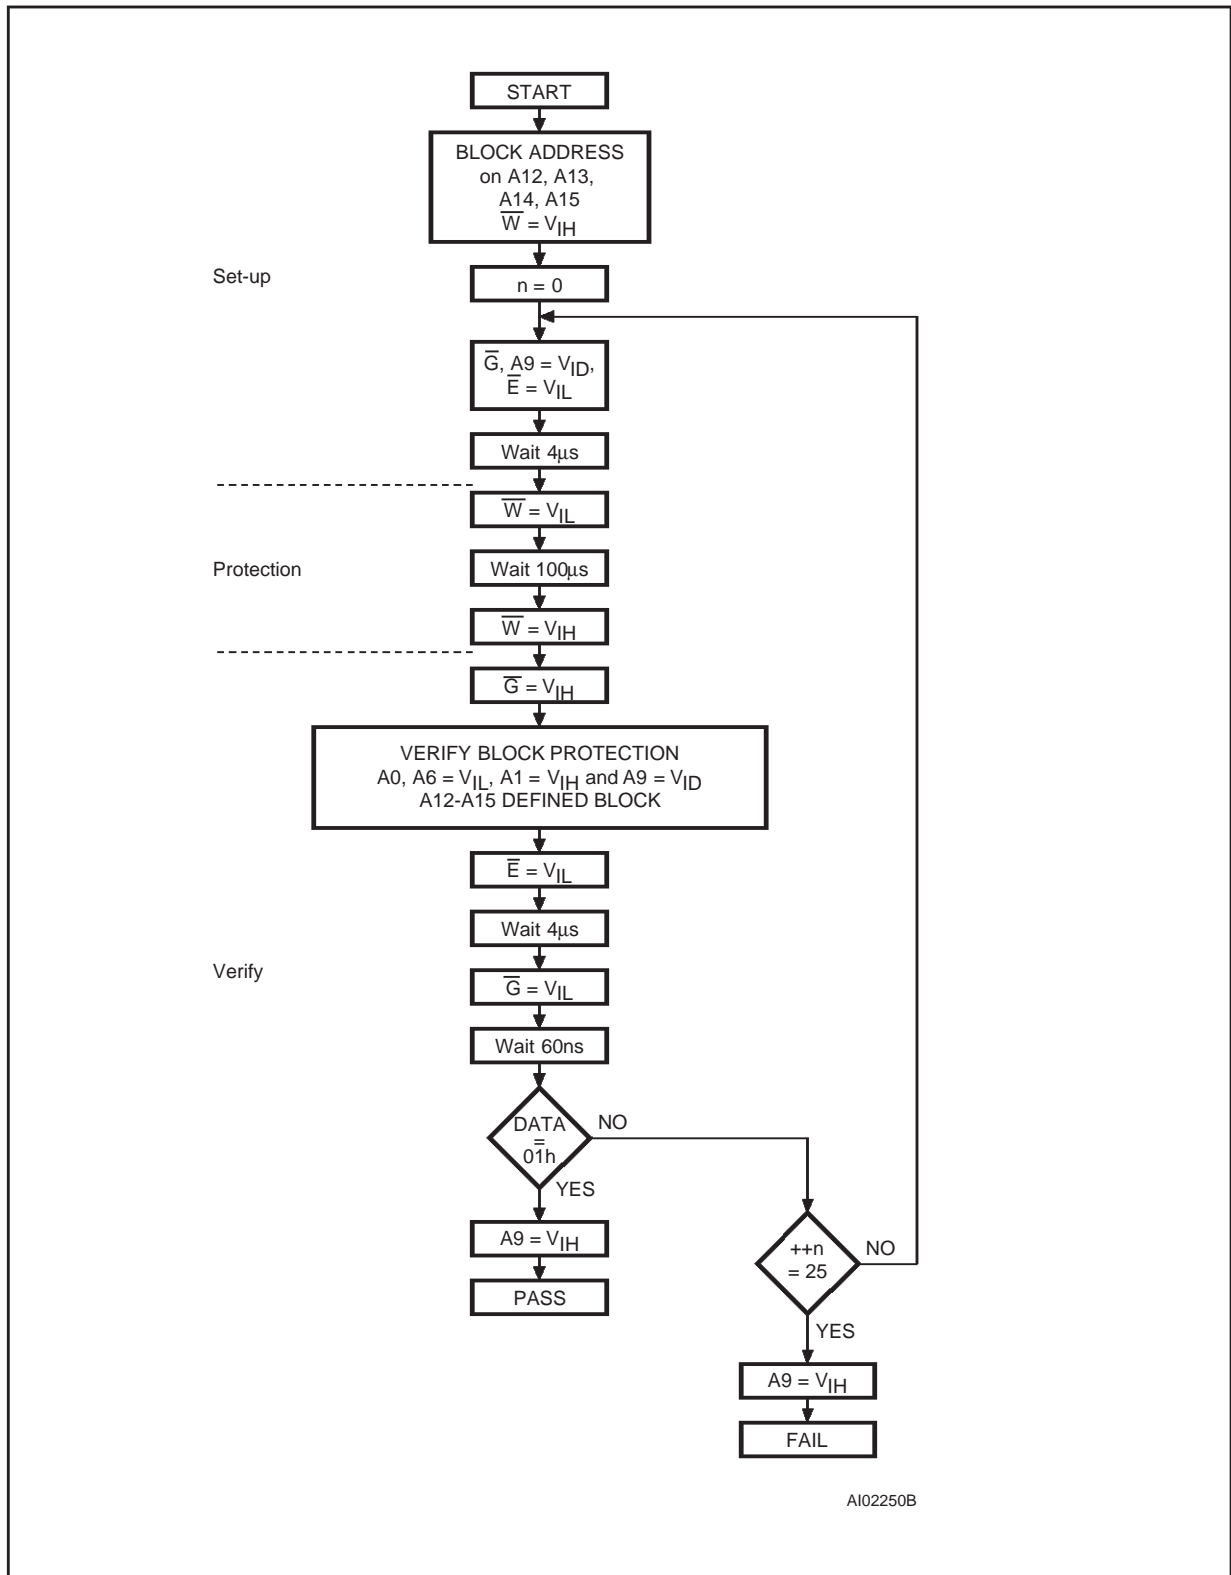 START
BLOCK ADDRESS
on A12, A13,
A14, A15
W̅ = VIH
Set-up
n = 0
G̅, A9 = VID,
E̅ = VIL
Wait 4µs
W̅ = VIL
Protection
Wait 100µs
W̅ = VIH
G̅ = VIH
VERIFY BLOCK PROTECTION
A0, A6 = VIL, A1 = VIH and A9 = VID
A12-A15 DEFINED BLOCK
E̅ = VIL
Wait 4µs
Verify
G̅ = VIL
Wait 60ns
DATA
=
01h
NO
YES
A9 = VIH
PASS
++n
= 25
NO
YES
A9 = VIH
FAIL
AI02250B